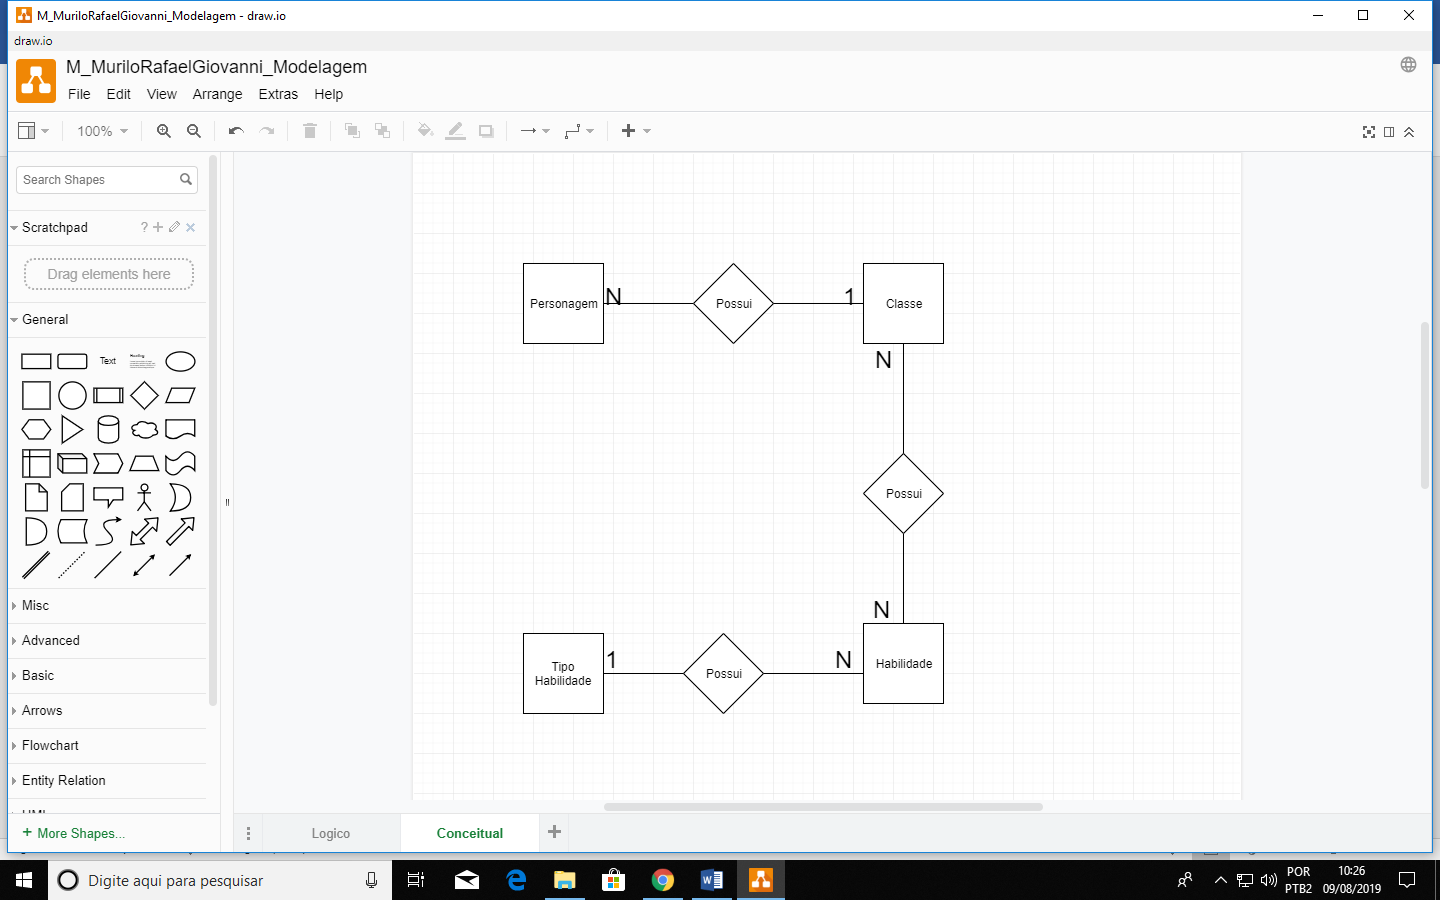 M_MuriloRafaelGiovanni_Modelagem - draw.io
draw.io
M_MuriloRafaelGiovanni_Modelagem
File Edit View Arrange Extras Help
100%
Search Shapes
Scratchpad
?
Drag elements here
General
Text
Heading
Misc
Advanced
Basic
Arrows
Flowchart
Entity Relation
+ More Shapes...
Personagem
N
Possui
1
Classe
N
Possui
N
Tipo
Habilidade
1
Possui
N
Habilidade
Logico
Conceitual
Digite aqui para pesquisar
POR
PTB2
10:26
09/08/2019